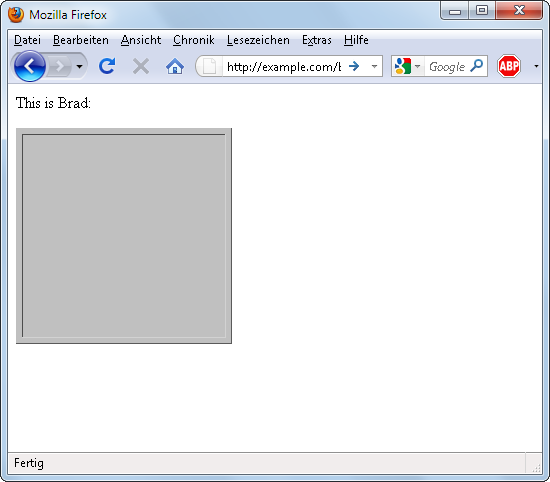 Mozilla Firefox
Datei Bearbeiten Ansicht Chronik Lesezeichen Extras Hilfe
http://example.com/b Google ABP
This is Brad:
Fertig